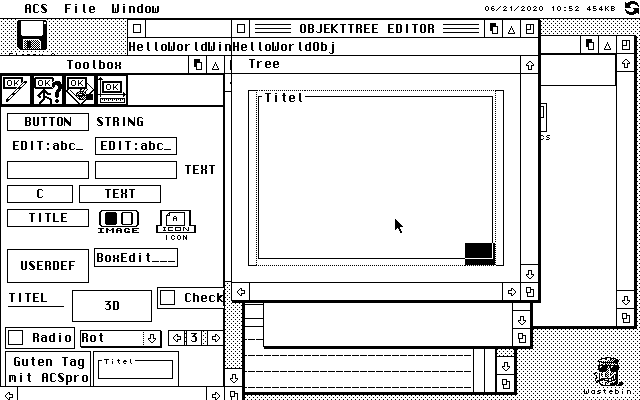 ACS File Window 06/21/2020 10:52 454KB
OBJEKTTREE EDITOR
HelloWorldWinHelloWorldObj
Toolbox
Tree
OK OK OK OK
Titel
BUTTON STRING
EDIT:abc_ EDIT:abc_
TEXT
C TEXT
TITLE IMAGE A ICON
ICON
USERDEF BoxEdit___
TITEL 3D Check
Radio Rot 3
Guten Tag
mit ACSpro
Titel
Wastebin